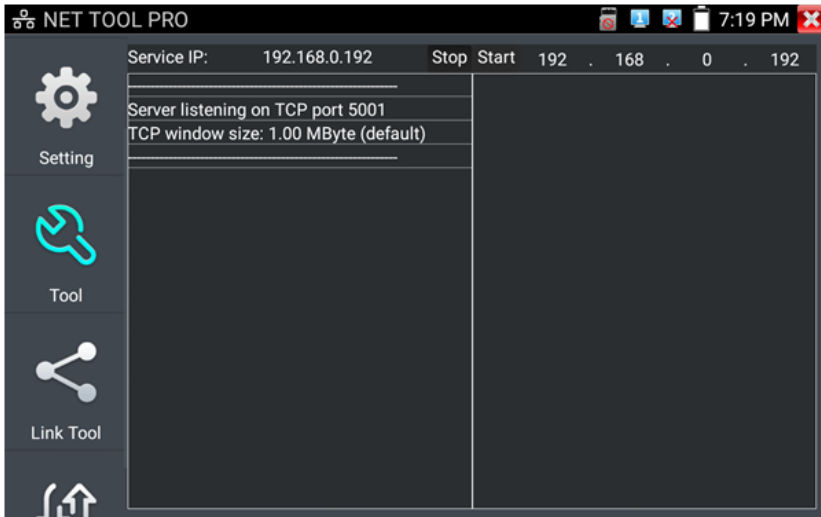 NET TOOL PRO
1
7:19 PM
Service IP: 192.168.0.192 Stop Start 192 . 168 . 0 . 192
Setting
------------------------------------------------------------
Server listening on TCP port 5001
TCP window size: 1.00 MByte (default)
------------------------------------------------------------
Tool
Link Tool